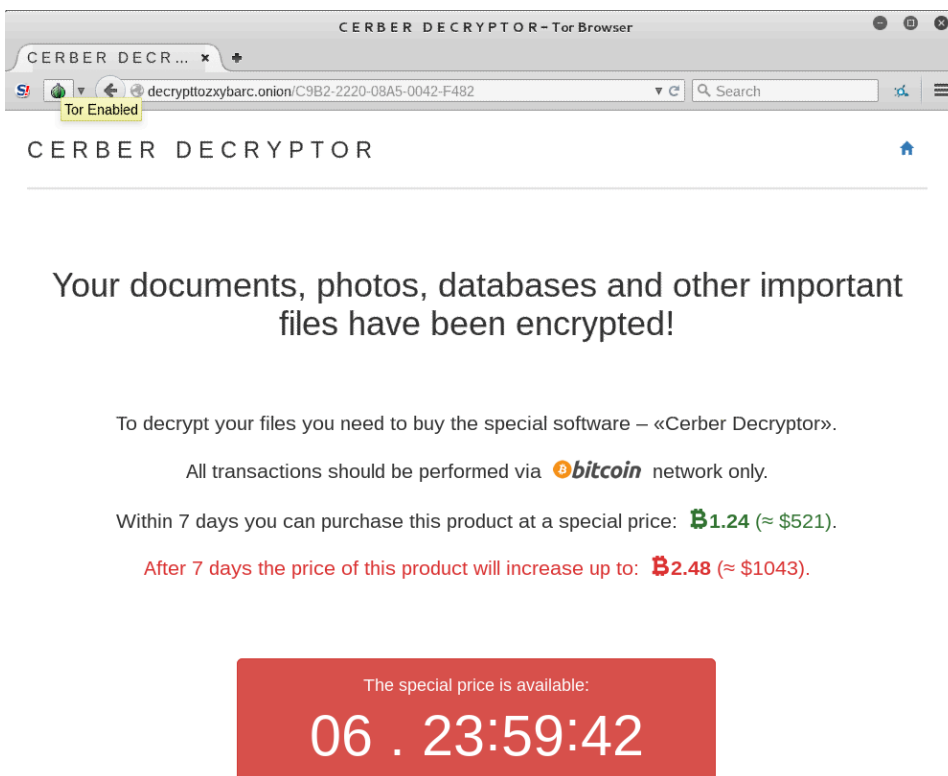 CERBER DECRYPTOR – Tor Browser
CERBER DECR...
decrypttozxybarc.onion/C9B2-2220-08A5-0042-F482
Search
Tor Enabled
CERBER DECRYPTOR
Your documents, photos, databases and other important
files have been encrypted!
To decrypt your files you need to buy the special software – «Cerber Decryptor».
All transactions should be performed via bitcoin network only.
Within 7 days you can purchase this product at a special price: ₿1.24 (≈ $521).
After 7 days the price of this product will increase up to: ₿2.48 (≈ $1043).
The special price is available:
06 . 23:59:42